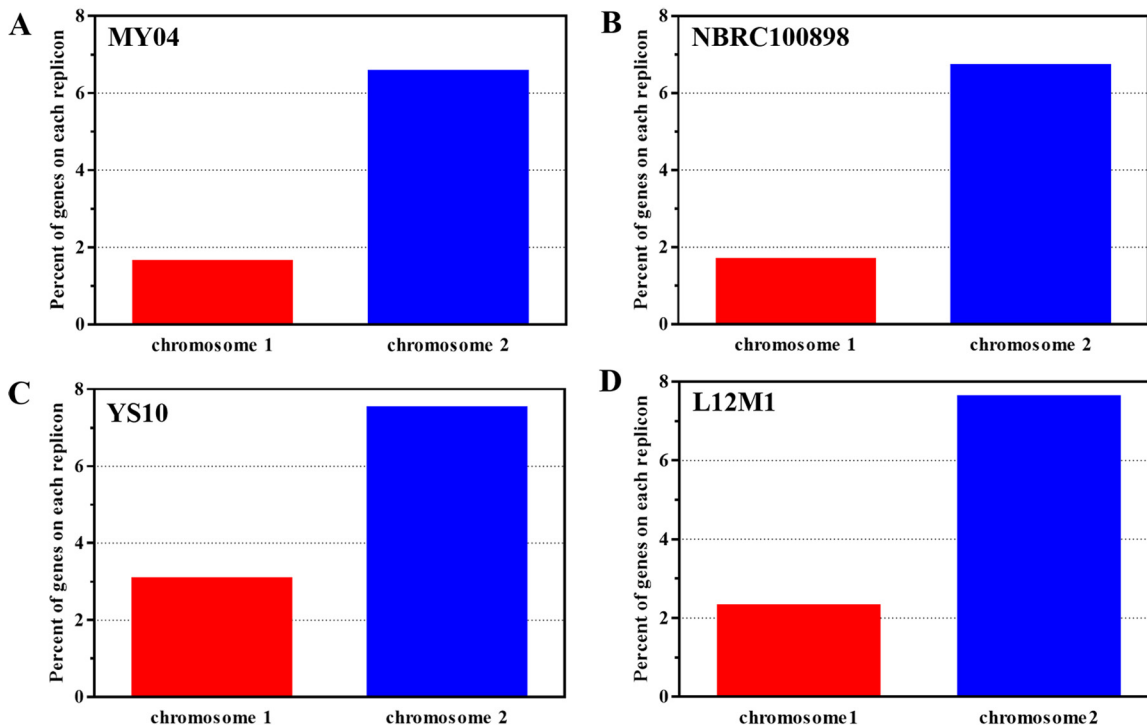 A
MY04
Percent of genes on each replicon
8
6
4
2
0
chromosome 1
chromosome 2
B
NBRC100898
Percent of genes on each replicon
8
6
4
2
0
chromosome 1
chromosome 2
C
YS10
Percent of genes on each replicon
8
6
4
2
0
chromosome 1
chromosome 2
D
L12M1
Percent of genes on each replicon
8
6
4
2
0
chromosome1
chromosome2